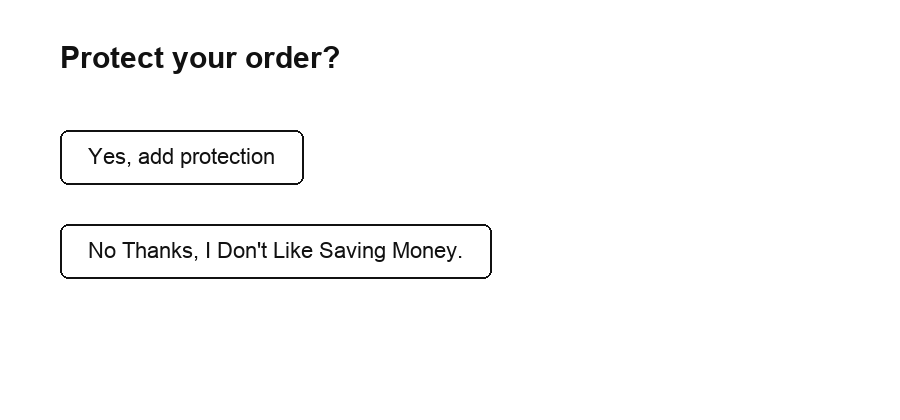 Protect your order?
Yes, add protection
No Thanks, I Don't Like Saving Money.